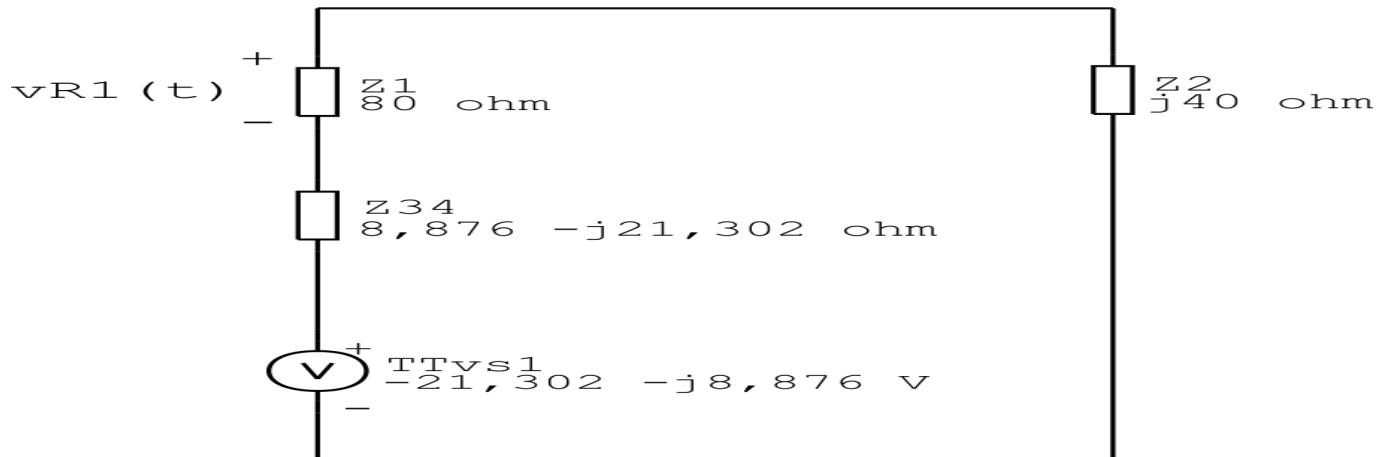 +
vR1 (t)
−
Z1
80 ohm
Z2
j40 ohm
Z34
8,876 −j21,302 ohm
+
V
−
TTvs1
−21,302 −j8,876 V